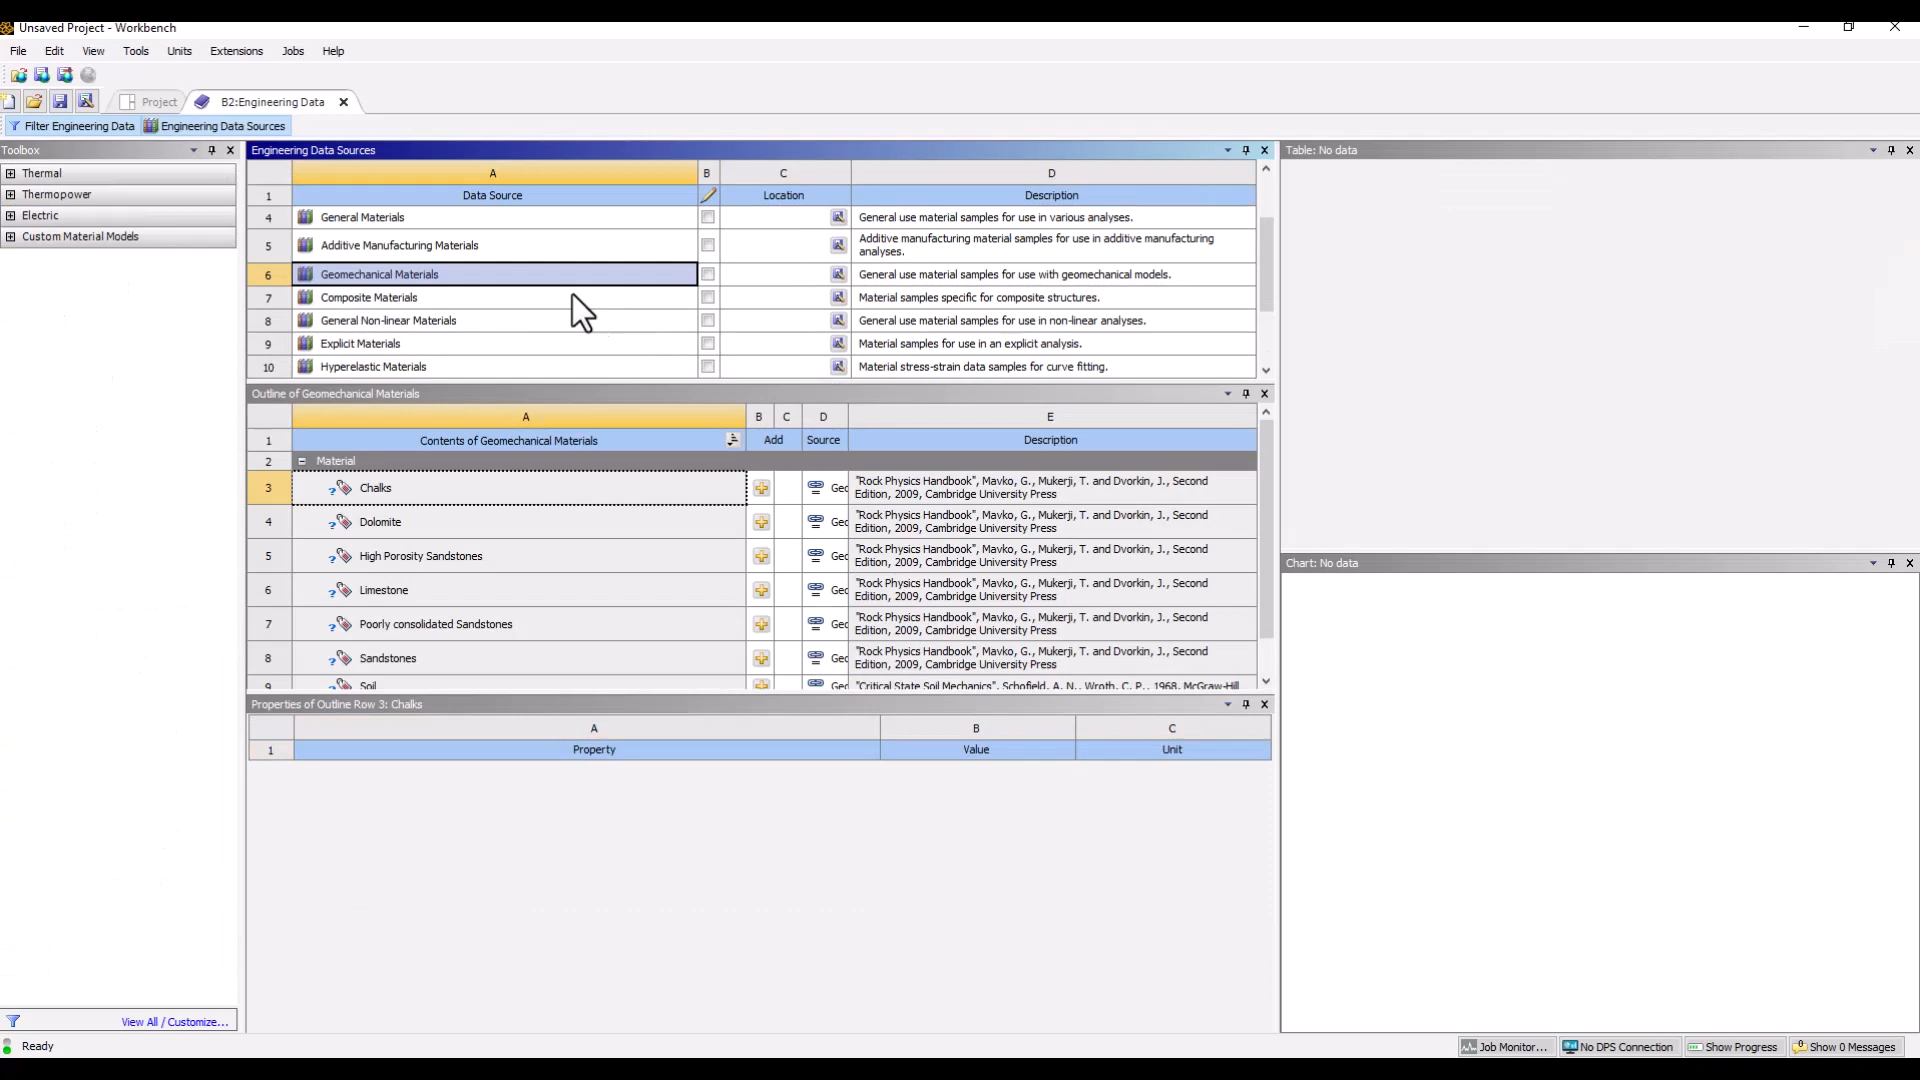 Unsaved Project - Workbench
File Edit View Tools Units Extensions Jobs Help
Project B2:Engineering Data
Filter Engineering Data Engineering Data Sources
Toolbox
Thermal
Thermopower
Electric
Custom Material Models
View All / Customize...
Engineering Data Sources
A B C D
1 Data Source Location Description
4 General Materials General use material samples for use in various analyses.
5 Additive Manufacturing Materials Additive manufacturing material samples for use in additive manufacturing
analyses.
6 Geomechanical Materials General use material samples for use with geomechanical models.
7 Composite Materials Material samples specific for composite structures.
8 General Non-linear Materials General use material samples for use in non-linear analyses.
9 Explicit Materials Material samples for use in an explicit analysis.
10 Hyperelastic Materials Material stress-strain data samples for curve fitting.
Outline of Geomechanical Materials
A B C D E
1 Contents of Geomechanical Materials Add Source Description
2 Material
3 Chalks Geo "Rock Physics Handbook", Mavko, G., Mukerji, T. and Dvorkin, J., Second
Edition, 2009, Cambridge University Press
4 Dolomite Geo "Rock Physics Handbook", Mavko, G., Mukerji, T. and Dvorkin, J., Second
Edition, 2009, Cambridge University Press
5 High Porosity Sandstones Geo "Rock Physics Handbook", Mavko, G., Mukerji, T. and Dvorkin, J., Second
Edition, 2009, Cambridge University Press
6 Limestone Geo "Rock Physics Handbook", Mavko, G., Mukerji, T. and Dvorkin, J., Second
Edition, 2009, Cambridge University Press
7 Poorly consolidated Sandstones Geo "Rock Physics Handbook", Mavko, G., Mukerji, T. and Dvorkin, J., Second
Edition, 2009, Cambridge University Press
8 Sandstones Geo "Rock Physics Handbook", Mavko, G., Mukerji, T. and Dvorkin, J., Second
Edition, 2009, Cambridge University Press
9 Soil Geo "Critical State Soil Mechanics", Schofield, A. N., Wroth, C. P., 1968, McGraw-Hill
Properties of Outline Row 3: Chalks
A B C
1 Property Value Unit
Table: No data
Chart: No data
Ready
Job Monitor... No DPS Connection Show Progress Show 0 Messages